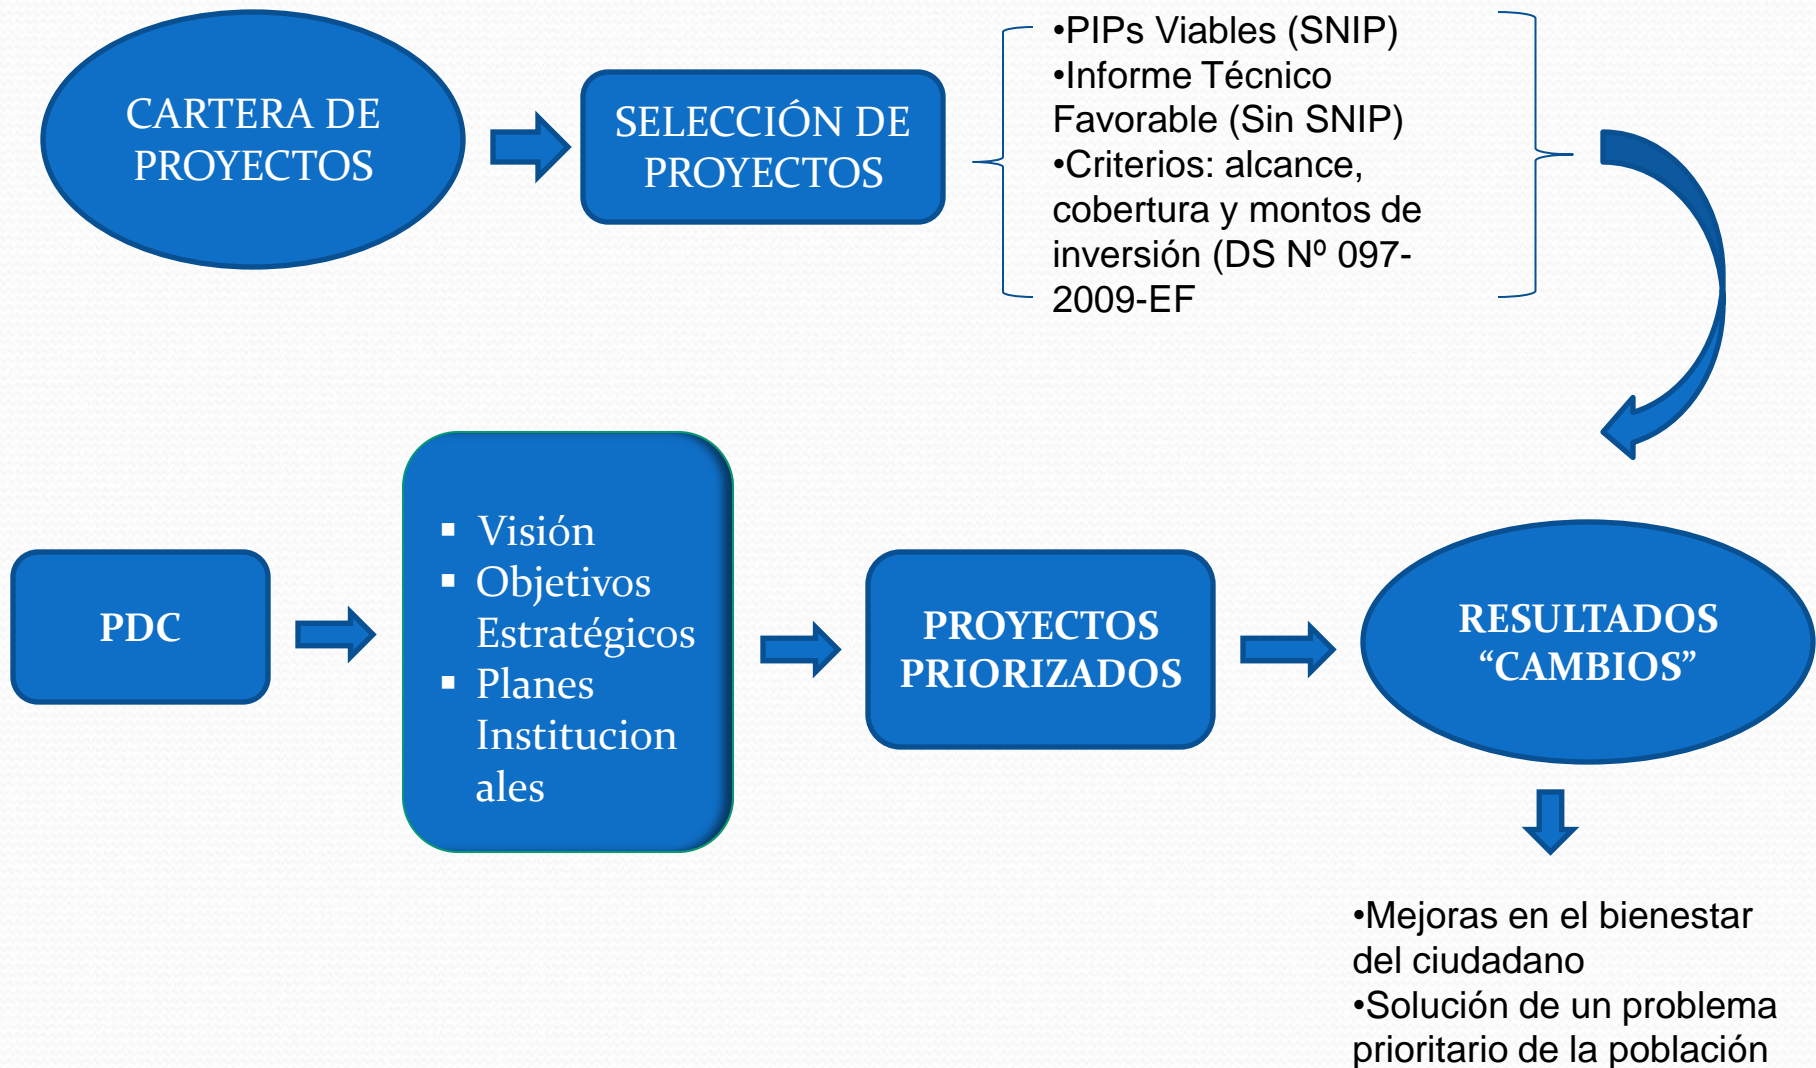 CARTERA DE
PROYECTOS
SELECCIÓN DE
PROYECTOS
•PIPs Viables (SNIP)
•Informe Técnico
Favorable (Sin SNIP)
•Criterios: alcance,
cobertura y montos de
inversión (DS Nº 097-
2009-EF
PDC
▪ Visión
▪ Objetivos
Estratégicos
▪ Planes
Institucion
ales
PROYECTOS
PRIORIZADOS
RESULTADOS
“CAMBIOS”
•Mejoras en el bienestar
del ciudadano
•Solución de un problema
prioritario de la población